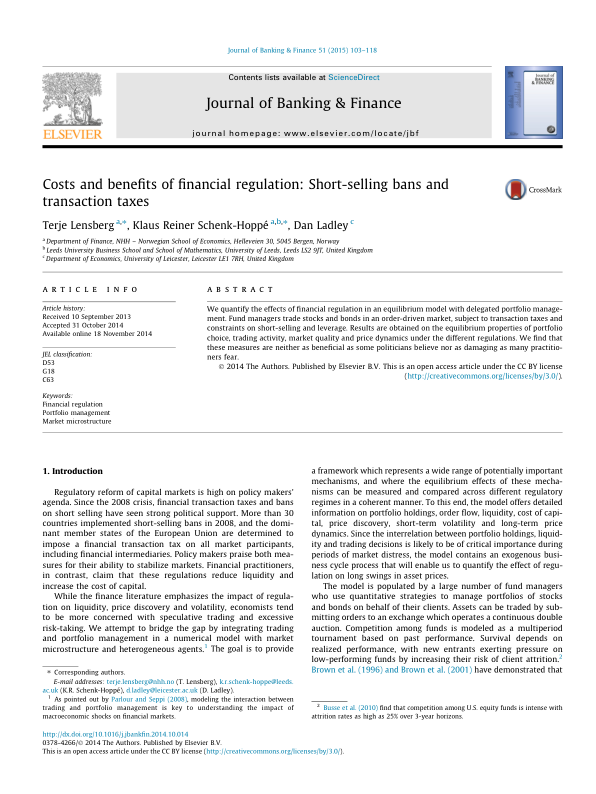 Journal of Banking & Finance 51 (2015) 103–118
Contents lists available at ScienceDirect
Journal of Banking & Finance
journal homepage: www.elsevier.com/locate/jbf
ELSEVIER
Journal of
BANKING
& FINANCE
Costs and benefits of financial regulation: Short-selling bans and
transaction taxes
CrossMark
Terje Lensberg a,*, Klaus Reiner Schenk-Hoppé a,b,*, Dan Ladley c
a Department of Finance, NHH – Norwegian School of Economics, Helleveien 30, 5045 Bergen, Norway
b Leeds University Business School and School of Mathematics, University of Leeds, Leeds LS2 9JT, United Kingdom
c Department of Economics, University of Leicester, Leicester LE1 7RH, United Kingdom
ARTICLE INFO
Article history:
Received 10 September 2013
Accepted 31 October 2014
Available online 18 November 2014
JEL classification:
D53
G18
C63
Keywords:
Financial regulation
Portfolio management
Market microstructure
ABSTRACT
We quantify the effects of financial regulation in an equilibrium model with delegated portfolio manage-
ment. Fund managers trade stocks and bonds in an order-driven market, subject to transaction taxes and
constraints on short-selling and leverage. Results are obtained on the equilibrium properties of portfolio
choice, trading activity, market quality and price dynamics under the different regulations. We find that
these measures are neither as beneficial as some politicians believe nor as damaging as many practitio-
ners fear.
© 2014 The Authors. Published by Elsevier B.V. This is an open access article under the CC BY license
(http://creativecommons.org/licenses/by/3.0/).
1. Introduction
Regulatory reform of capital markets is high on policy makers'
agenda. Since the 2008 crisis, financial transaction taxes and bans
on short selling have seen strong political support. More than 30
countries implemented short-selling bans in 2008, and the domi-
nant member states of the European Union are determined to
impose a financial transaction tax on all market participants,
including financial intermediaries. Policy makers praise both mea-
sures for their ability to stabilize markets. Financial practitioners,
in contrast, claim that these regulations reduce liquidity and
increase the cost of capital.
While the finance literature emphasizes the impact of regula-
tion on liquidity, price discovery and volatility, economists tend
to be more concerned with speculative trading and excessive
risk-taking. We attempt to bridge the gap by integrating trading
and portfolio management in a numerical model with market
microstructure and heterogeneous agents.1 The goal is to provide
* Corresponding authors.
E-mail addresses: terje.lensberg@nhh.no (T. Lensberg), k.r.schenk-hoppe@leeds.
ac.uk (K.R. Schenk-Hoppé), d.ladley@leicester.ac.uk (D. Ladley).
1 As pointed out by Parlour and Seppi (2008), modeling the interaction between
trading and portfolio management is key to understanding the impact of
macroeconomic shocks on financial markets.
a framework which represents a wide range of potentially important
mechanisms, and where the equilibrium effects of these mecha-
nisms can be measured and compared across different regulatory
regimes in a coherent manner. To this end, the model offers detailed
information on portfolio holdings, order flow, liquidity, cost of capi-
tal, price discovery, short-term volatility and long-term price
dynamics. Since the interrelation between portfolio holdings, liquid-
ity and trading decisions is likely to be of critical importance during
periods of market distress, the model contains an exogenous busi-
ness cycle process that will enable us to quantify the effect of regu-
lation on long swings in asset prices.
The model is populated by a large number of fund managers
who use quantitative strategies to manage portfolios of stocks
and bonds on behalf of their clients. Assets can be traded by sub-
mitting orders to an exchange which operates a continuous double
auction. Competition among funds is modeled as a multiperiod
tournament based on past performance. Survival depends on
realized performance, with new entrants exerting pressure on
low-performing funds by increasing their risk of client attrition.2
Brown et al. (1996) and Brown et al. (2001) have demonstrated that
2 Busse et al. (2010) find that competition among U.S. equity funds is intense with
attrition rates as high as 25% over 3-year horizons.
http://dx.doi.org/10.1016/j.jbankfin.2014.10.014
0378-4266/© 2014 The Authors. Published by Elsevier B.V.
This is an open access article under the CC BY license (http://creativecommons.org/licenses/by/3.0/).